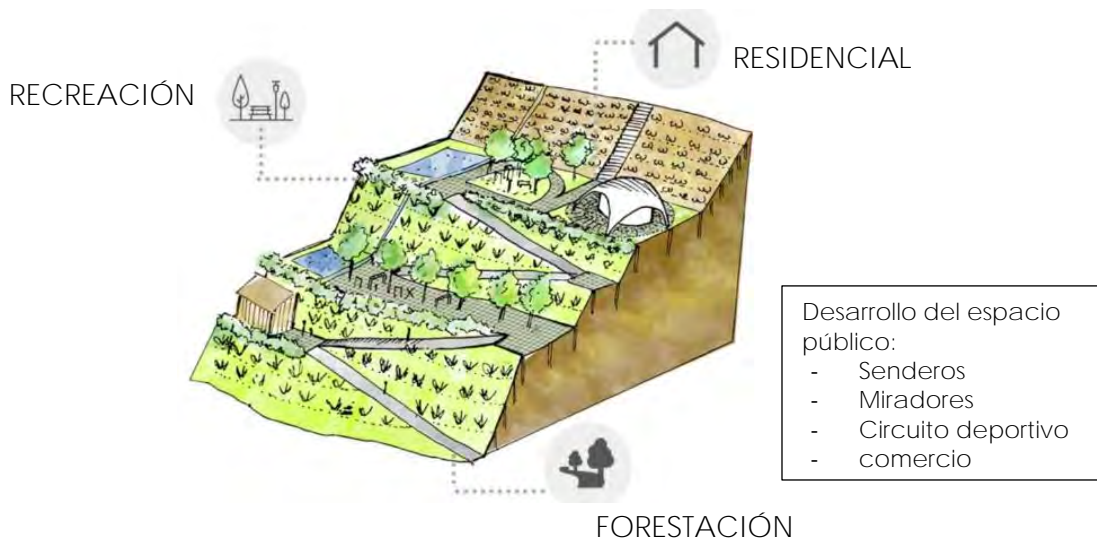 RESIDENCIAL
RECREACIÓN
Desarrollo del espacio
público:
- Senderos
- Miradores
- Circuito deportivo
- comercio
FORESTACIÓN